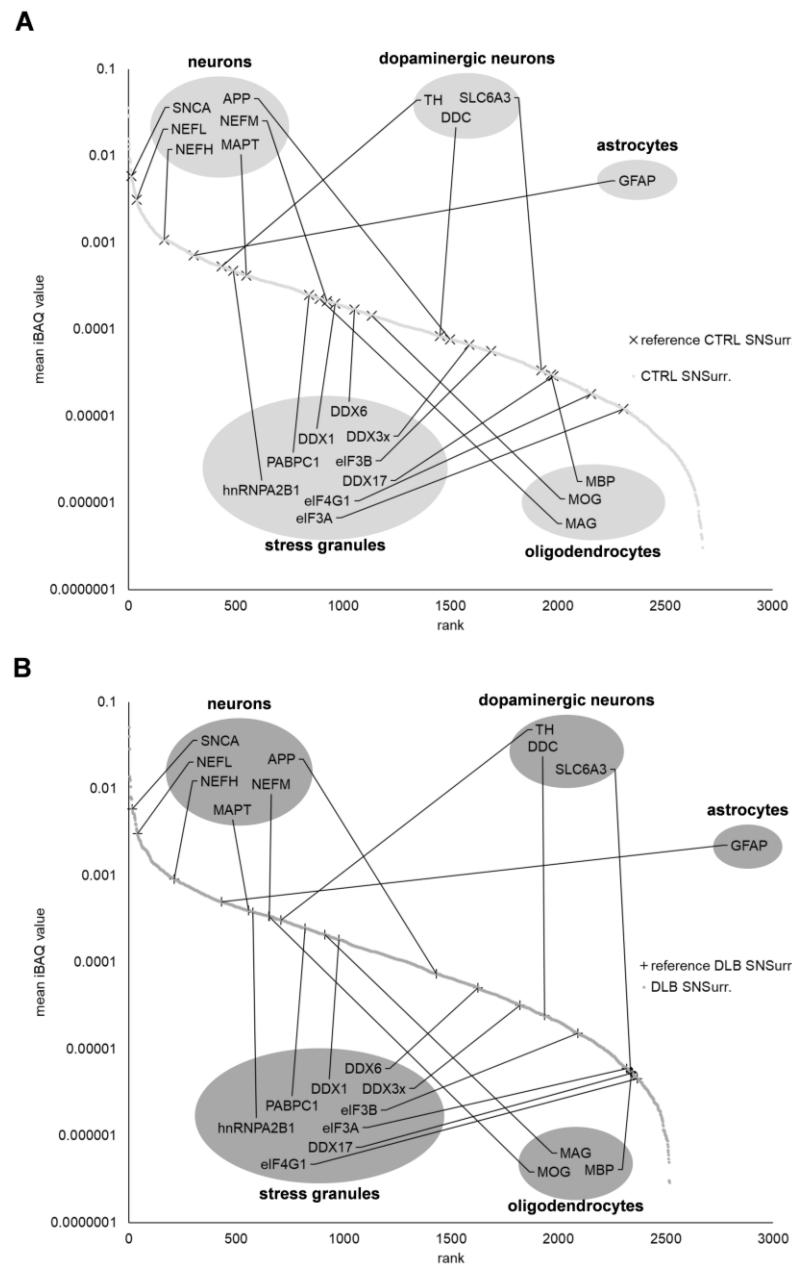 A
neurons
dopaminergic neurons
astrocytes
0.1
0.01
0.001
0.0001
0.00001
0.000001
0.0000001
mean iBAQ value
SNCA
APP
NEFL
NEFM
NEFH
MAPT
TH
SLC6A3
DDC
GFAP
× reference CTRL SNSurr.
CTRL SNSurr.
DDX6
DDX1
DDX3x
PABPC1
eIF3B
hnRNPA2B1
DDX17
eIF4G1
eIF3A
stress granules
MBP
MOG
MAG
oligodendrocytes
0 500 1000 1500 2000 2500 3000
rank
B
neurons
dopaminergic neurons
astrocytes
0.1
0.01
0.001
0.0001
0.00001
0.000001
0.0000001
mean iBAQ value
SNCA
NEFL
APP
NEFH
NEFM
MAPT
TH
DDC
SLC6A3
GFAP
+ reference DLB SNSurr
DLB SNSurr.
DDX6
DDX1
DDX3x
PABPC1
eIF3B
hnRNPA2B1
eIF3A
DDX17
eIF4G1
stress granules
MAG
MOG
MBP
oligodendrocytes
0 500 1000 1500 2000 2500 3000
rank